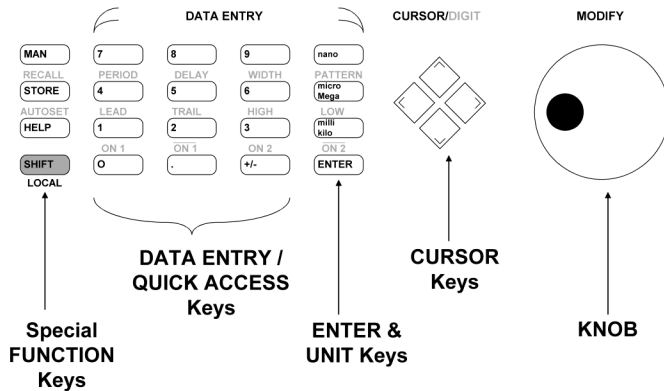 DATA ENTRY
CURSOR/DIGIT
MODIFY
MAN 7 8 9 nano
RECALL PERIOD DELAY WIDTH PATTERN
STORE 4 5 6 micro
Mega
AUTOSET LEAD TRAIL HIGH LOW
HELP 1 2 3 milli
kilo
ON 1 ON 1 ON 2 ON 2
SHIFT O . +/- ENTER
LOCAL
DATA ENTRY /
QUICK ACCESS
Keys
CURSOR
Keys
Special
FUNCTION
Keys
ENTER &
UNIT Keys
KNOB